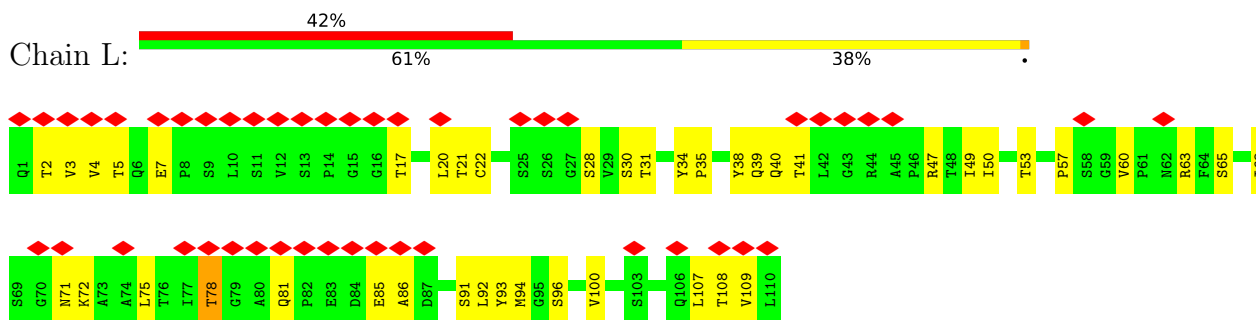 42%
Chain L:
61% 38% •
Q1 T2 V3 V4 T5 Q6 E7 P8 S9 L10 S11 V12 S13 P14 G15 G16 T17 L20 T21 C22 S25 S26 G27 S28 V29 S30 T31 Y34 P35 Y38 Q39 Q40 T41 L42 G43 R44 A45 P46 R47 T48 I49 I50 T53 P57 S58 G59 V60 P61 N62 R63 F64 S65
S69 G70 N71 K72 A73 A74 L75 T76 I77 T78 G79 A80 Q81 P82 E83 D84 E85 A86 D87 S91 L92 Y93 M94 G95 S96 V100 S103 Q106 L107 T108 V109 L110